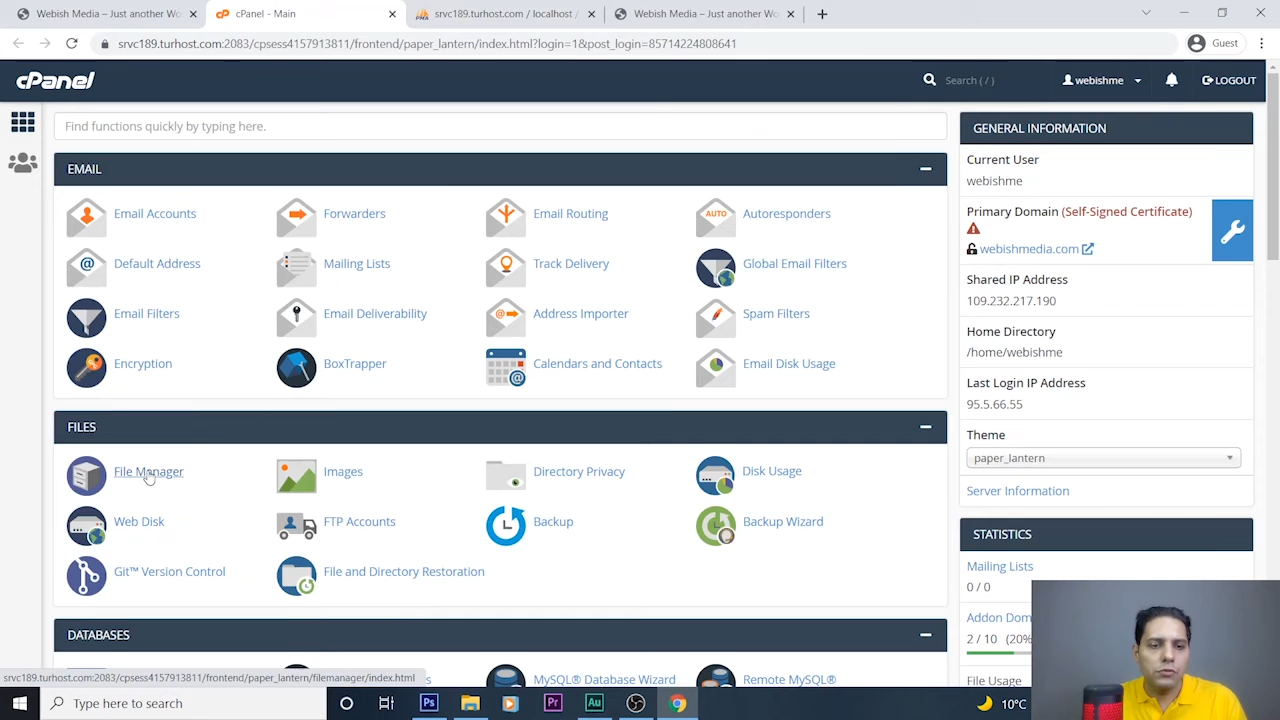 Webish Media – Just another Wo
cPanel - Main
srvc189.turhost.com / localhost /
Webish Media – Just another Wo
srvc189.turhost.com:2083/cpsess4157913811/frontend/paper_lantern/index.html?login=1&post_login=85714224808641
Guest
cPanel
Search ( / )
webishme
LOGOUT
Find functions quickly by typing here.
EMAIL
Email Accounts
Forwarders
Email Routing
AUTO
Autoresponders
Default Address
Mailing Lists
Track Delivery
Global Email Filters
Email Filters
Email Deliverability
Address Importer
Spam Filters
Encryption
BoxTrapper
Calendars and Contacts
Email Disk Usage
FILES
File Manager
Images
Directory Privacy
Disk Usage
Web Disk
FTP Accounts
Backup
Backup Wizard
Git™ Version Control
File and Directory Restoration
DATABASES
MySQL® Database Wizard
Remote MySQL®
GENERAL INFORMATION
Current User
webishme
Primary Domain (Self-Signed Certificate)
webishmedia.com
Shared IP Address
109.232.217.190
Home Directory
/home/webishme
Last Login IP Address
95.5.66.55
Theme
paper_lantern
Server Information
STATISTICS
Mailing Lists
0 / 0
Addon Dom
2 / 10 (20%
File Usage
srvc189.turhost.com:2083/cpsess4157913811/frontend/paper_lantern/filemanager/index.html
Type here to search
10°C